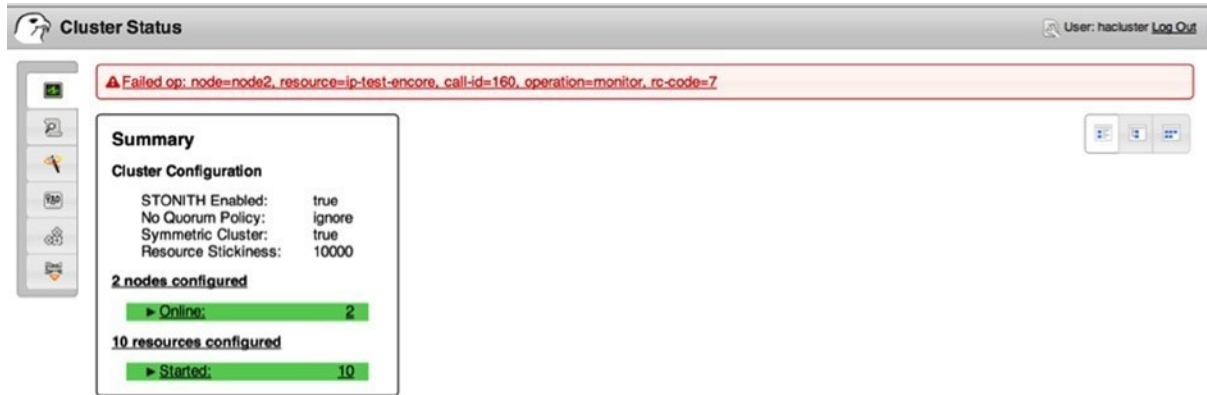 Cluster Status
User: hacluster Log Out
Failed op: node=node2, resource=ip-test-encore, call-id=160, operation=monitor, rc-code=7
Summary
Cluster Configuration
STONITH Enabled: true
No Quorum Policy: ignore
Symmetric Cluster: true
Resource Stickiness: 10000
2 nodes configured
Online: 2
10 resources configured
Started: 10